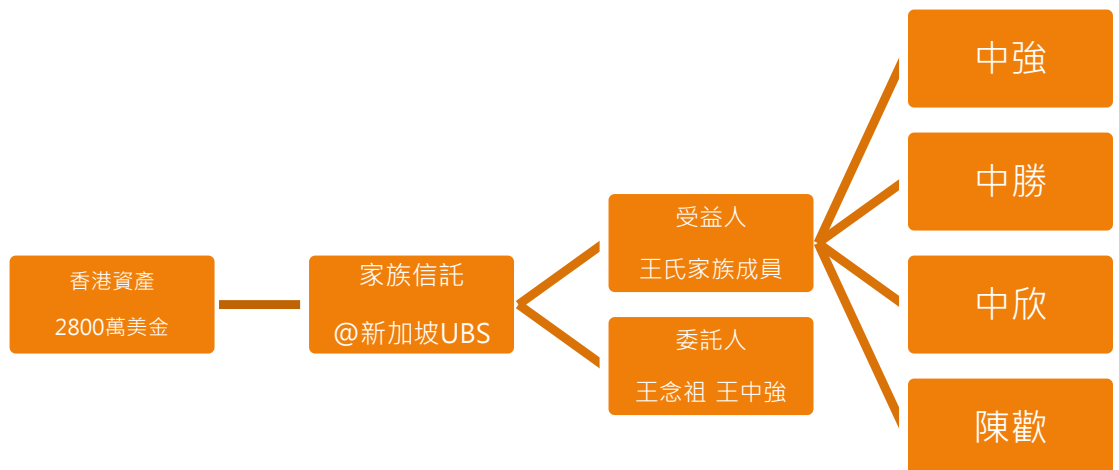 香港資產
2800萬美金
家族信託
@新加坡UBS
受益人
王氏家族成員
委託人
王念祖 王中強
中強
中勝
中欣
陳歡